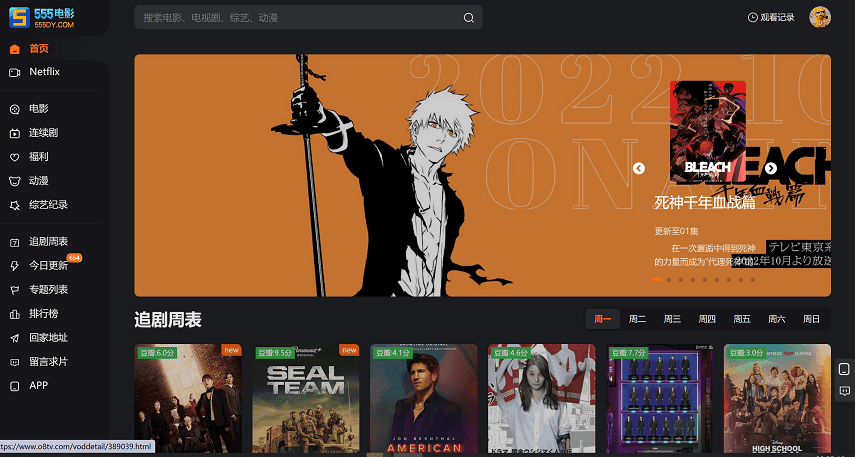 555电影
555DY.COM
搜索电影、电视剧、综艺、动漫
观看记录
首页
Netflix
电影
连续剧
福利
动漫
综艺纪录
7
追剧周表
今日更新
654
专题列表
排行榜
回家地址
留言求片
APP
2022.10
BLEACH
BLEACH
千年血戦篇
死神千年血战篇
更新至01集
テレビ東京系
在一次邂逅中得到死神
的力量而成为“代理死神”的
2022年10月より放送
追剧周表
周一
周二
周三
周四
周五
周六
周日
豆瓣:6.0分
new
豆瓣:9.5分
new
Paramount+
ORIGINAL
SEAL
TEAM
豆瓣:4.1分
JON BERNTHAL
AMERICAN
豆瓣:4.6分
豆瓣:7.7分
豆瓣:3.0分
Disney
HIGH SCHOOL
ttps://www.o8tv.com/voddetail/389039.html